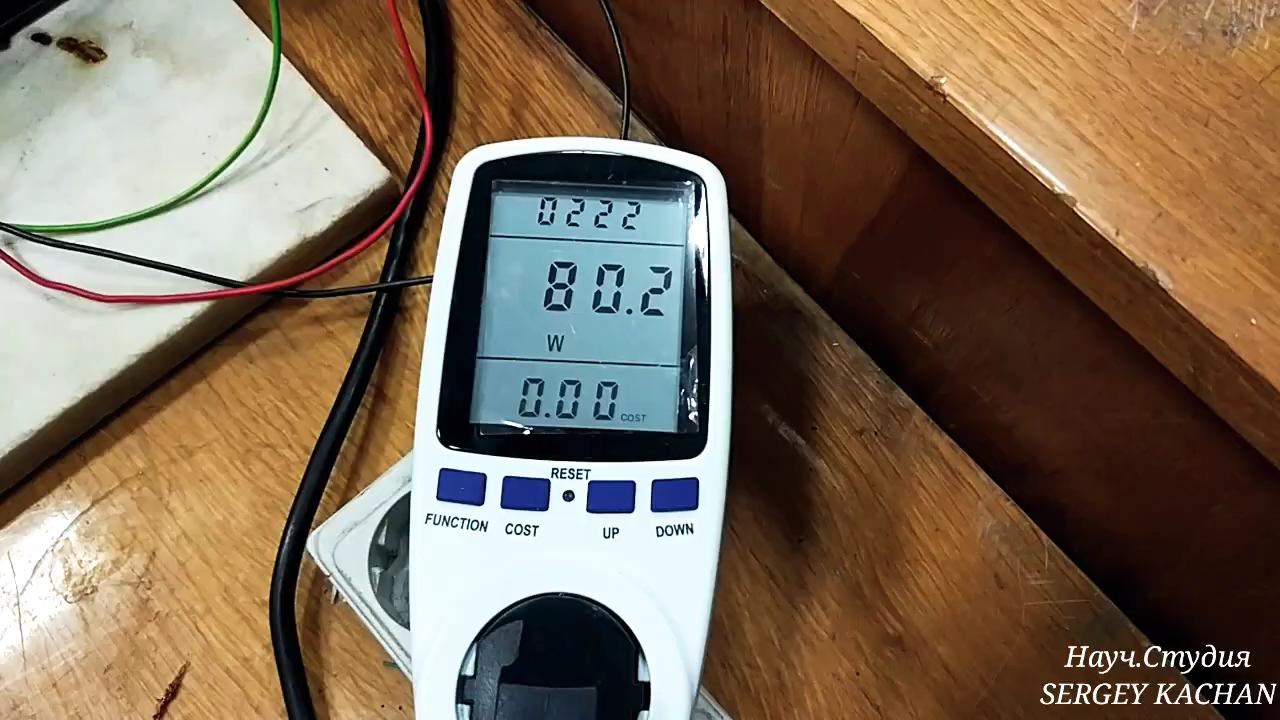 0222
80.2
W
0.00 COST
RESET
FUNCTION COST UP DOWN
Науч.Студия
SERGEY KACHAN